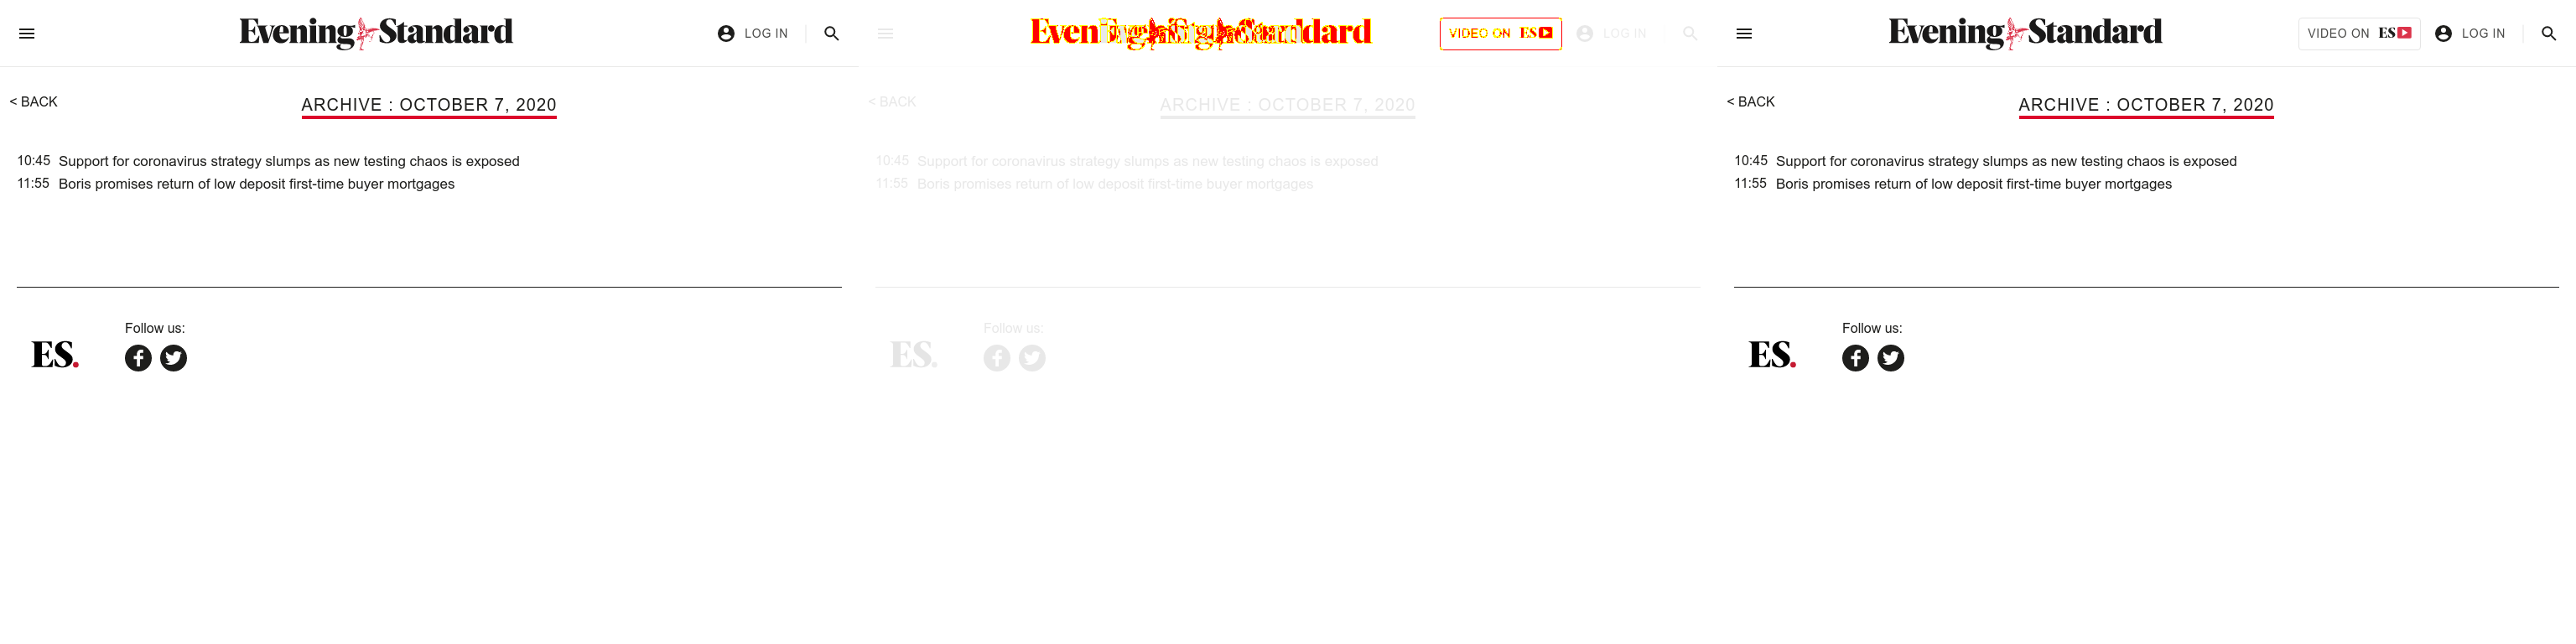 Evening Standard
LOG IN
< BACK
ARCHIVE : OCTOBER 7, 2020
10:45 Support for coronavirus strategy slumps as new testing chaos is exposed
11:55 Boris promises return of low deposit first-time buyer mortgages
Follow us:
ES.
VIDEO ON ES
LOG IN
< BACK
ARCHIVE : OCTOBER 7, 2020
10:45 Support for coronavirus strategy slumps as new testing chaos is exposed
11:55 Boris promises return of low deposit first-time buyer mortgages
Follow us:
ES.
Evening Standard
VIDEO ON ES
LOG IN
< BACK
ARCHIVE : OCTOBER 7, 2020
10:45 Support for coronavirus strategy slumps as new testing chaos is exposed
11:55 Boris promises return of low deposit first-time buyer mortgages
Follow us:
ES.